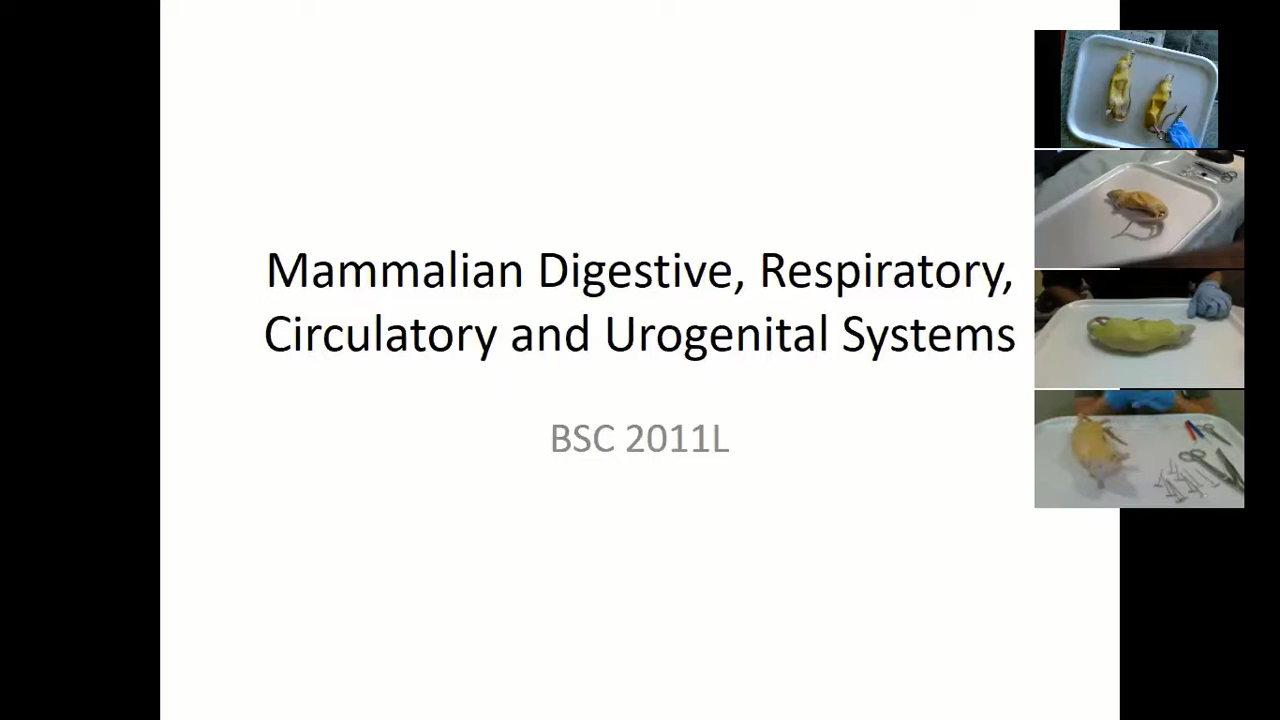 Mammalian Digestive, Respiratory,
Circulatory and Urogenital Systems
BSC 2011L